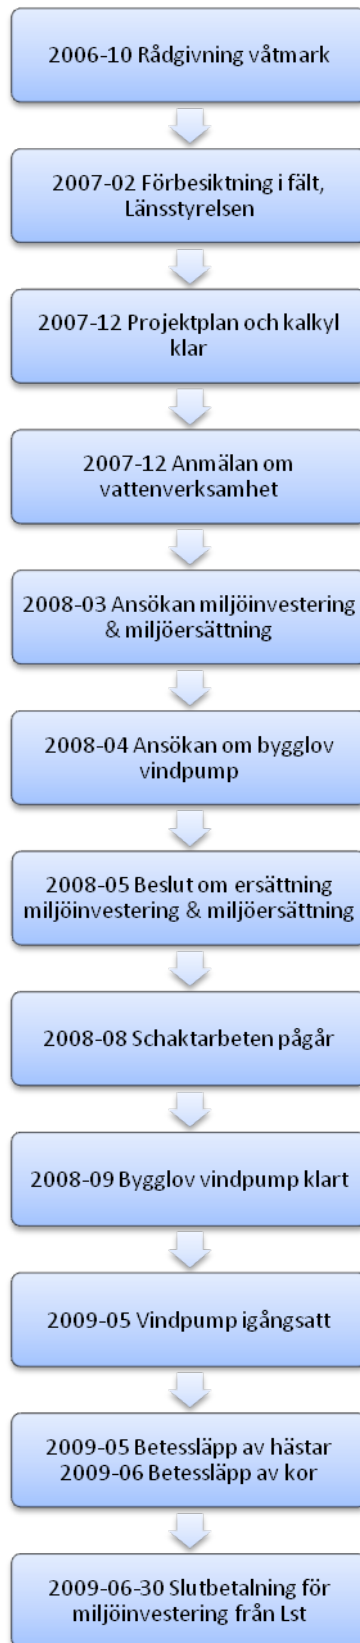 2006-10 Rådgivning våtmark
2007-02 Förbesiktning i fält,
Länsstyrelsen
2007-12 Projektplan och kalkyl
klar
2007-12 Anmälan om
vattenverksamhet
2008-03 Ansökan miljöinvestering
& miljöersättning
2008-04 Ansökan om bygglov
vindpump
2008-05 Beslut om ersättning
miljöinvestering & miljöersättning
2008-08 Schaktarbeten pågår
2008-09 Bygglov vindpump klart
2009-05 Vindpump igångsatt
2009-05 Betessläpp av hästar
2009-06 Betessläpp av kor
2009-06-30 Slutbetalning för
miljöinvestering från Lst